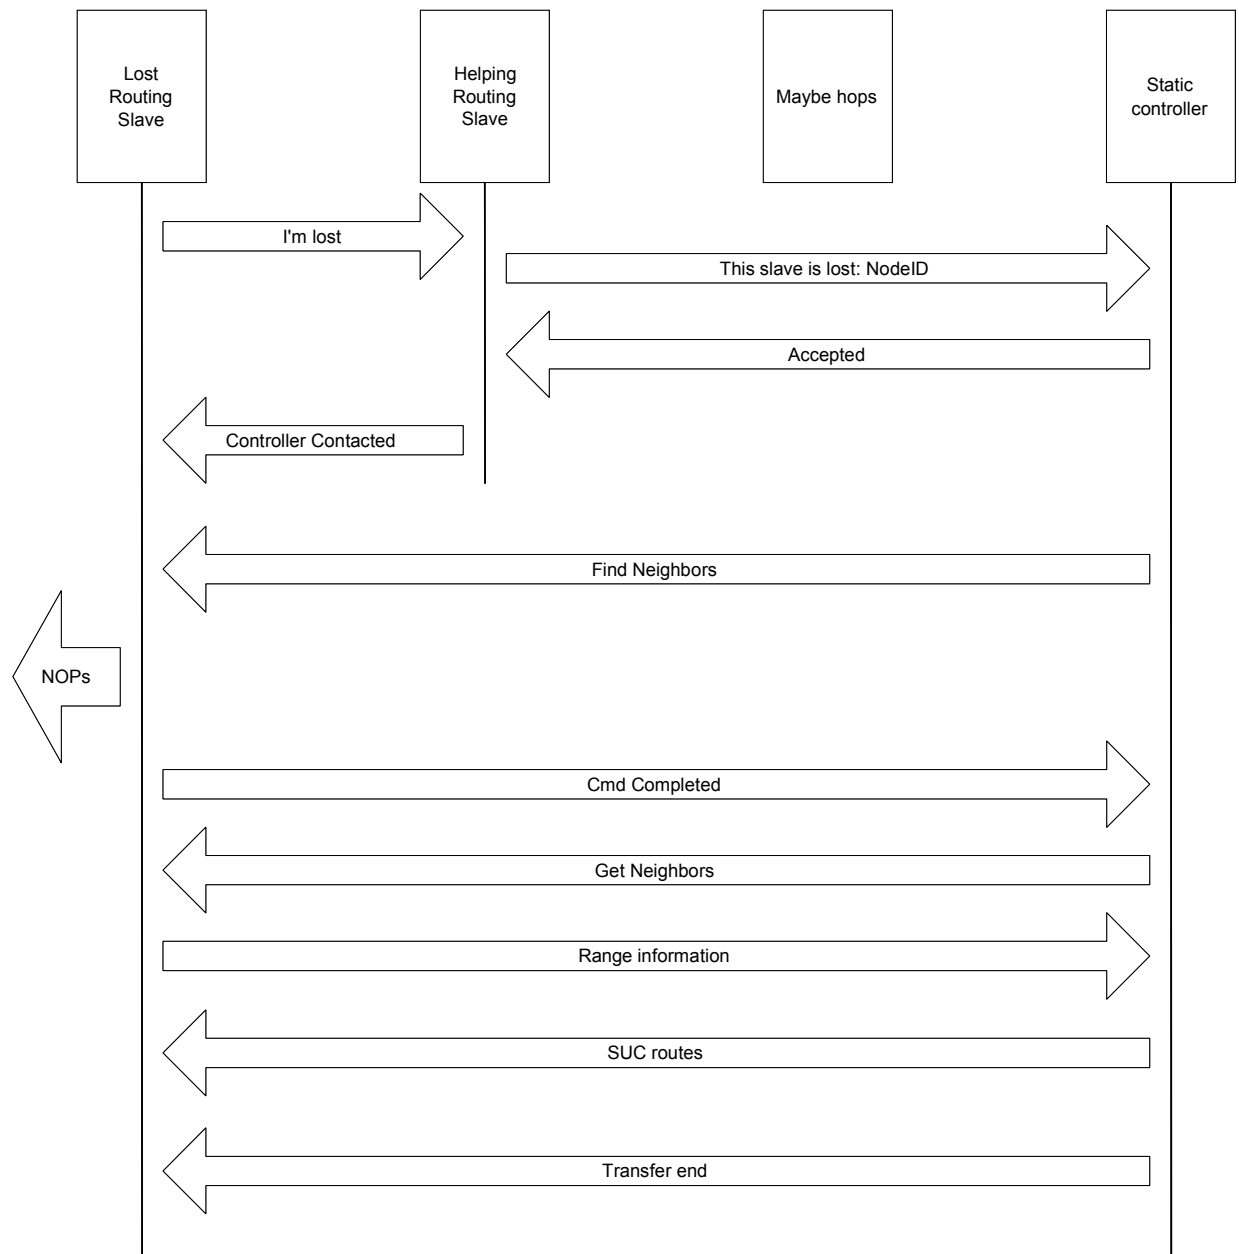 Lost
Routing
Slave
Helping
Routing
Slave
Maybe hops
Static
controller
I'm lost
This slave is lost: NodeID
Accepted
Controller Contacted
Find Neighbors
NOPs
Cmd Completed
Get Neighbors
Range information
SUC routes
Transfer end